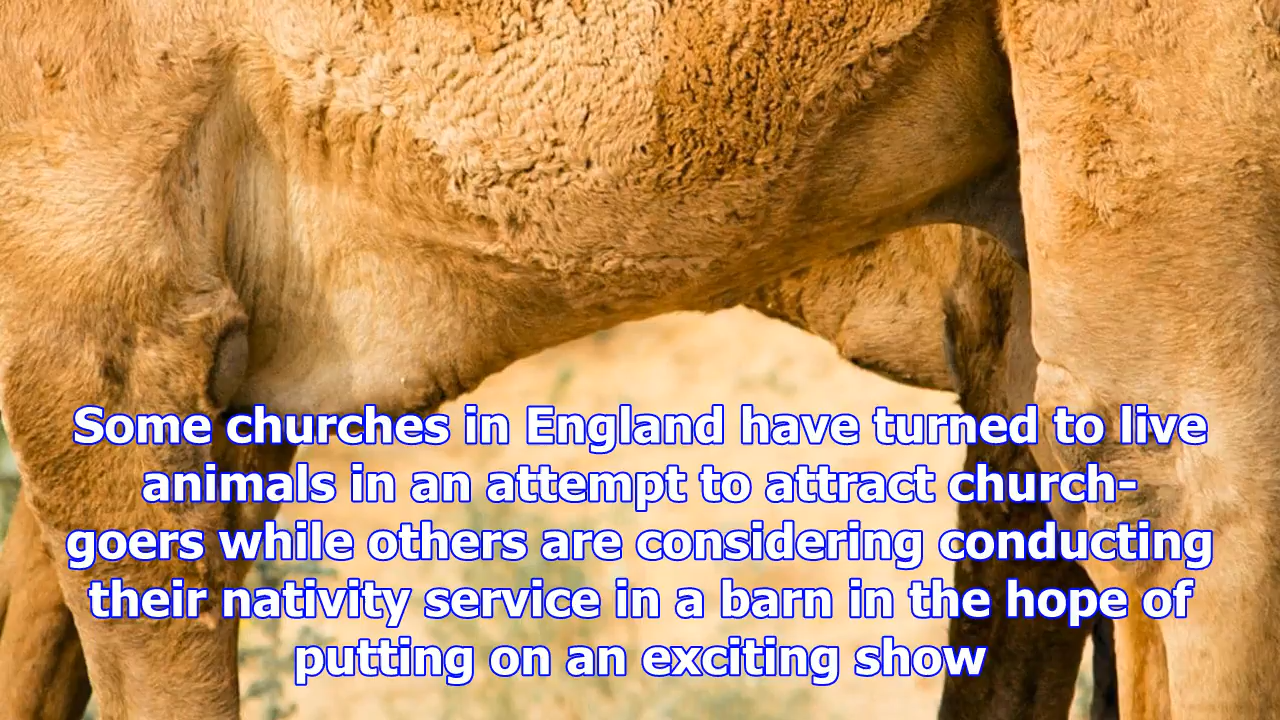 Some churches in England have turned to live
animals in an attempt to attract church-
goers while others are considering conducting
their nativity service in a barn in the hope of
putting on an exciting show